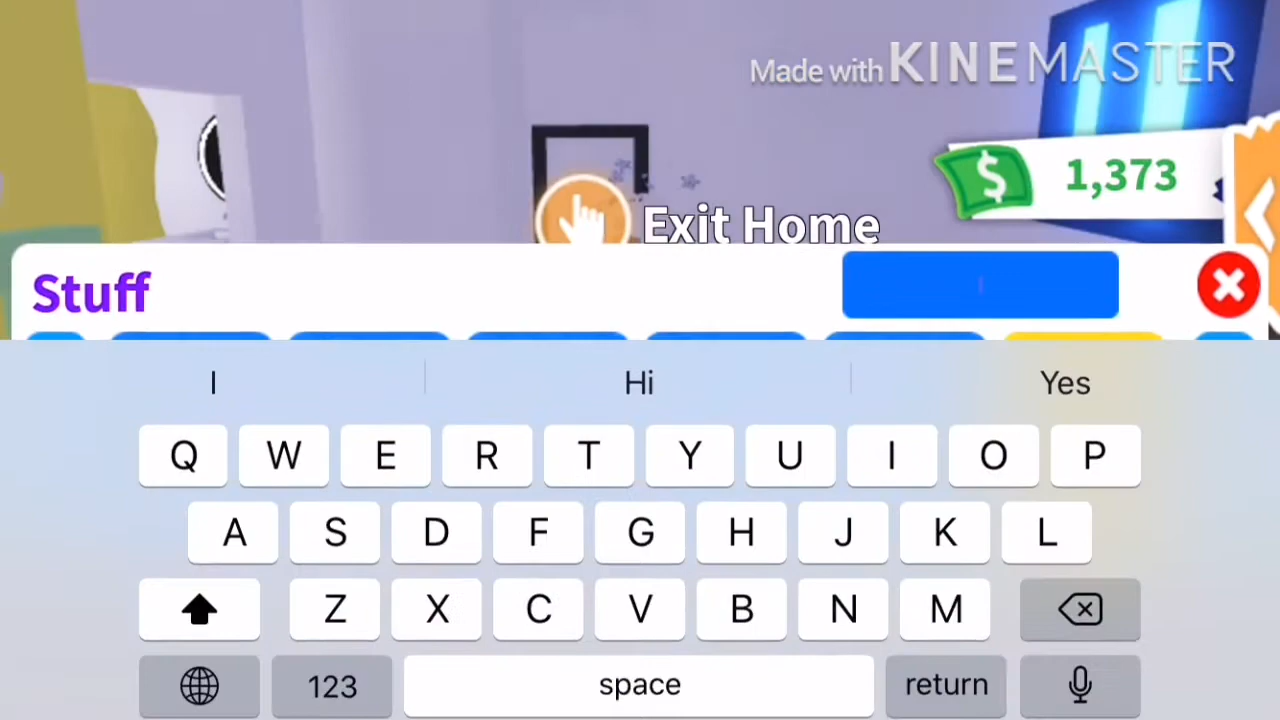 Made with KINEMASTER
$ 1,373
Exit Home
Stuff
I Hi Yes
Q W E R T Y U I O P
A S D F G H J K L
Z X C V B N M
123 space return